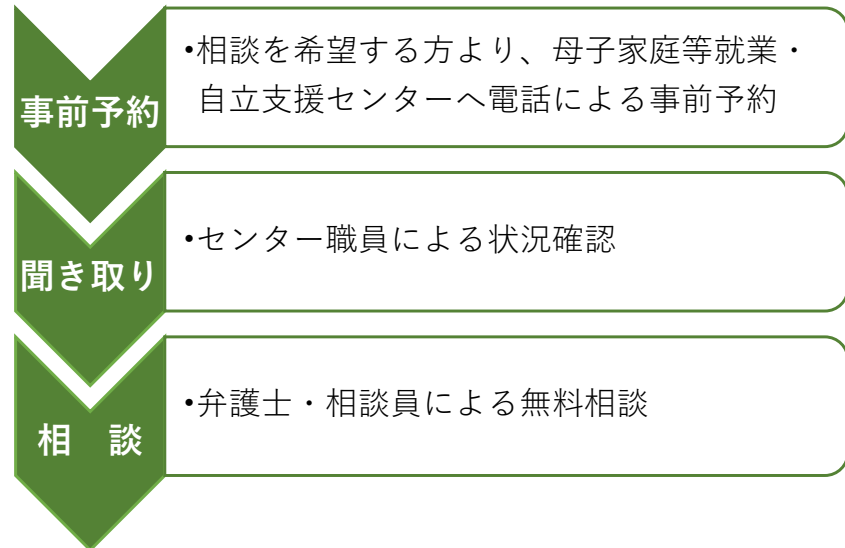 事前予約
•相談を希望する方より、母子家庭等就業・
自立支援センターへ電話による事前予約
聞き取り
•センター職員による状況確認
相　談
•弁護士・相談員による無料相談